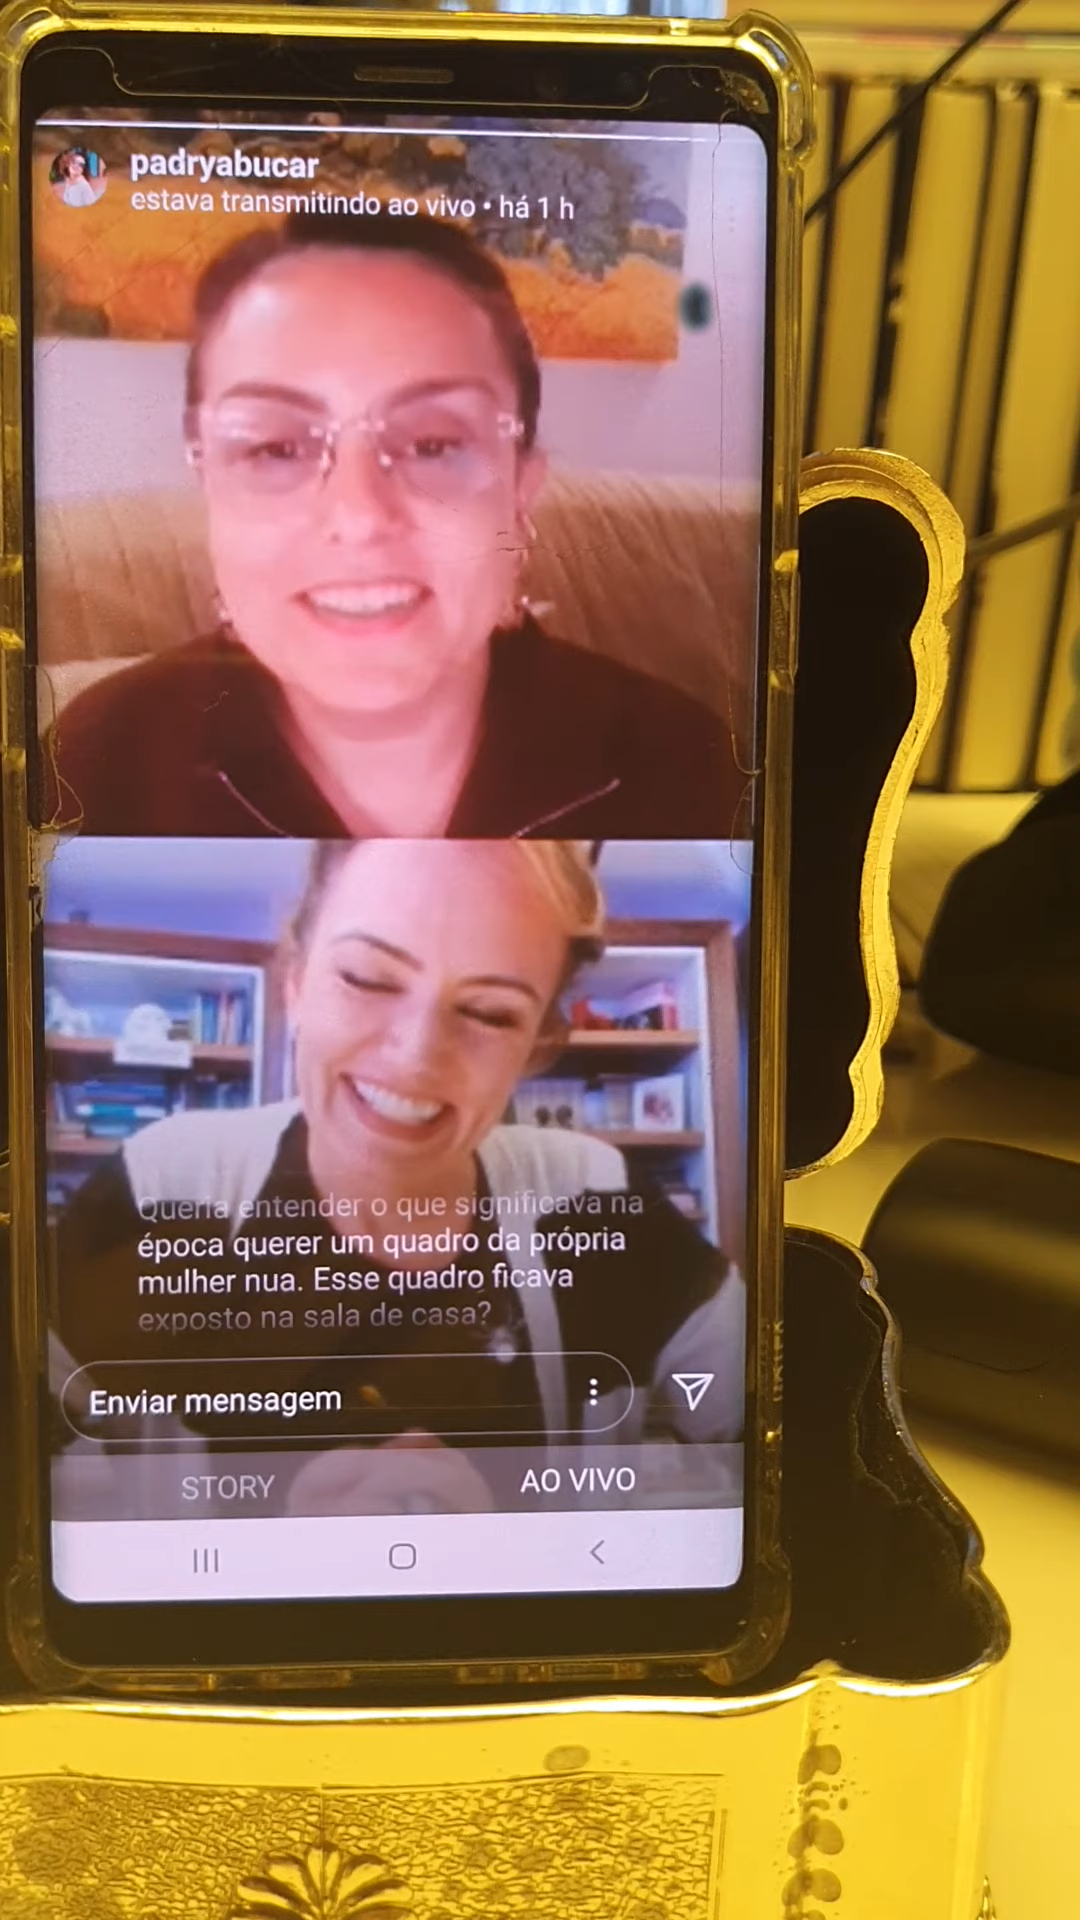 padryabucar
estava transmitindo ao vivo • há 1 h
Queria entender o que significava na
época querer um quadro da própria
mulher nua. Esse quadro ficava
exposto na sala de casa?
Enviar mensagem
STORY
AO VIVO